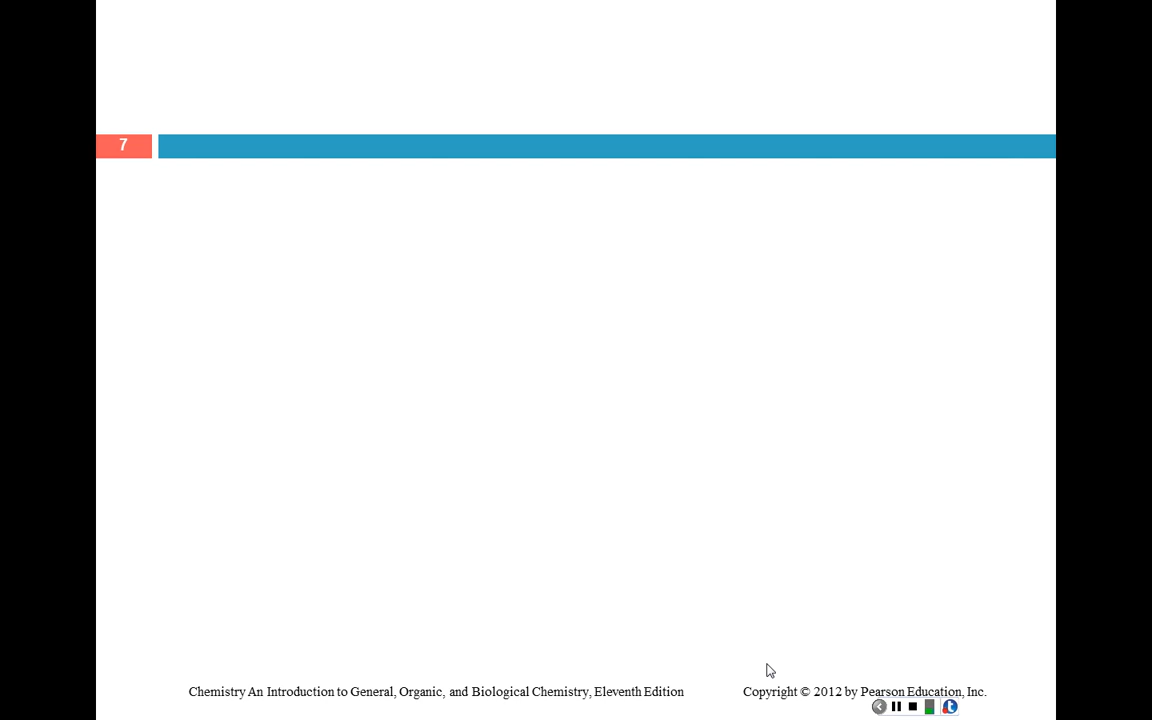 7
Chemistry An Introduction to General, Organic, and Biological Chemistry, Eleventh Edition
Copyright © 2012 by Pearson Education, Inc.